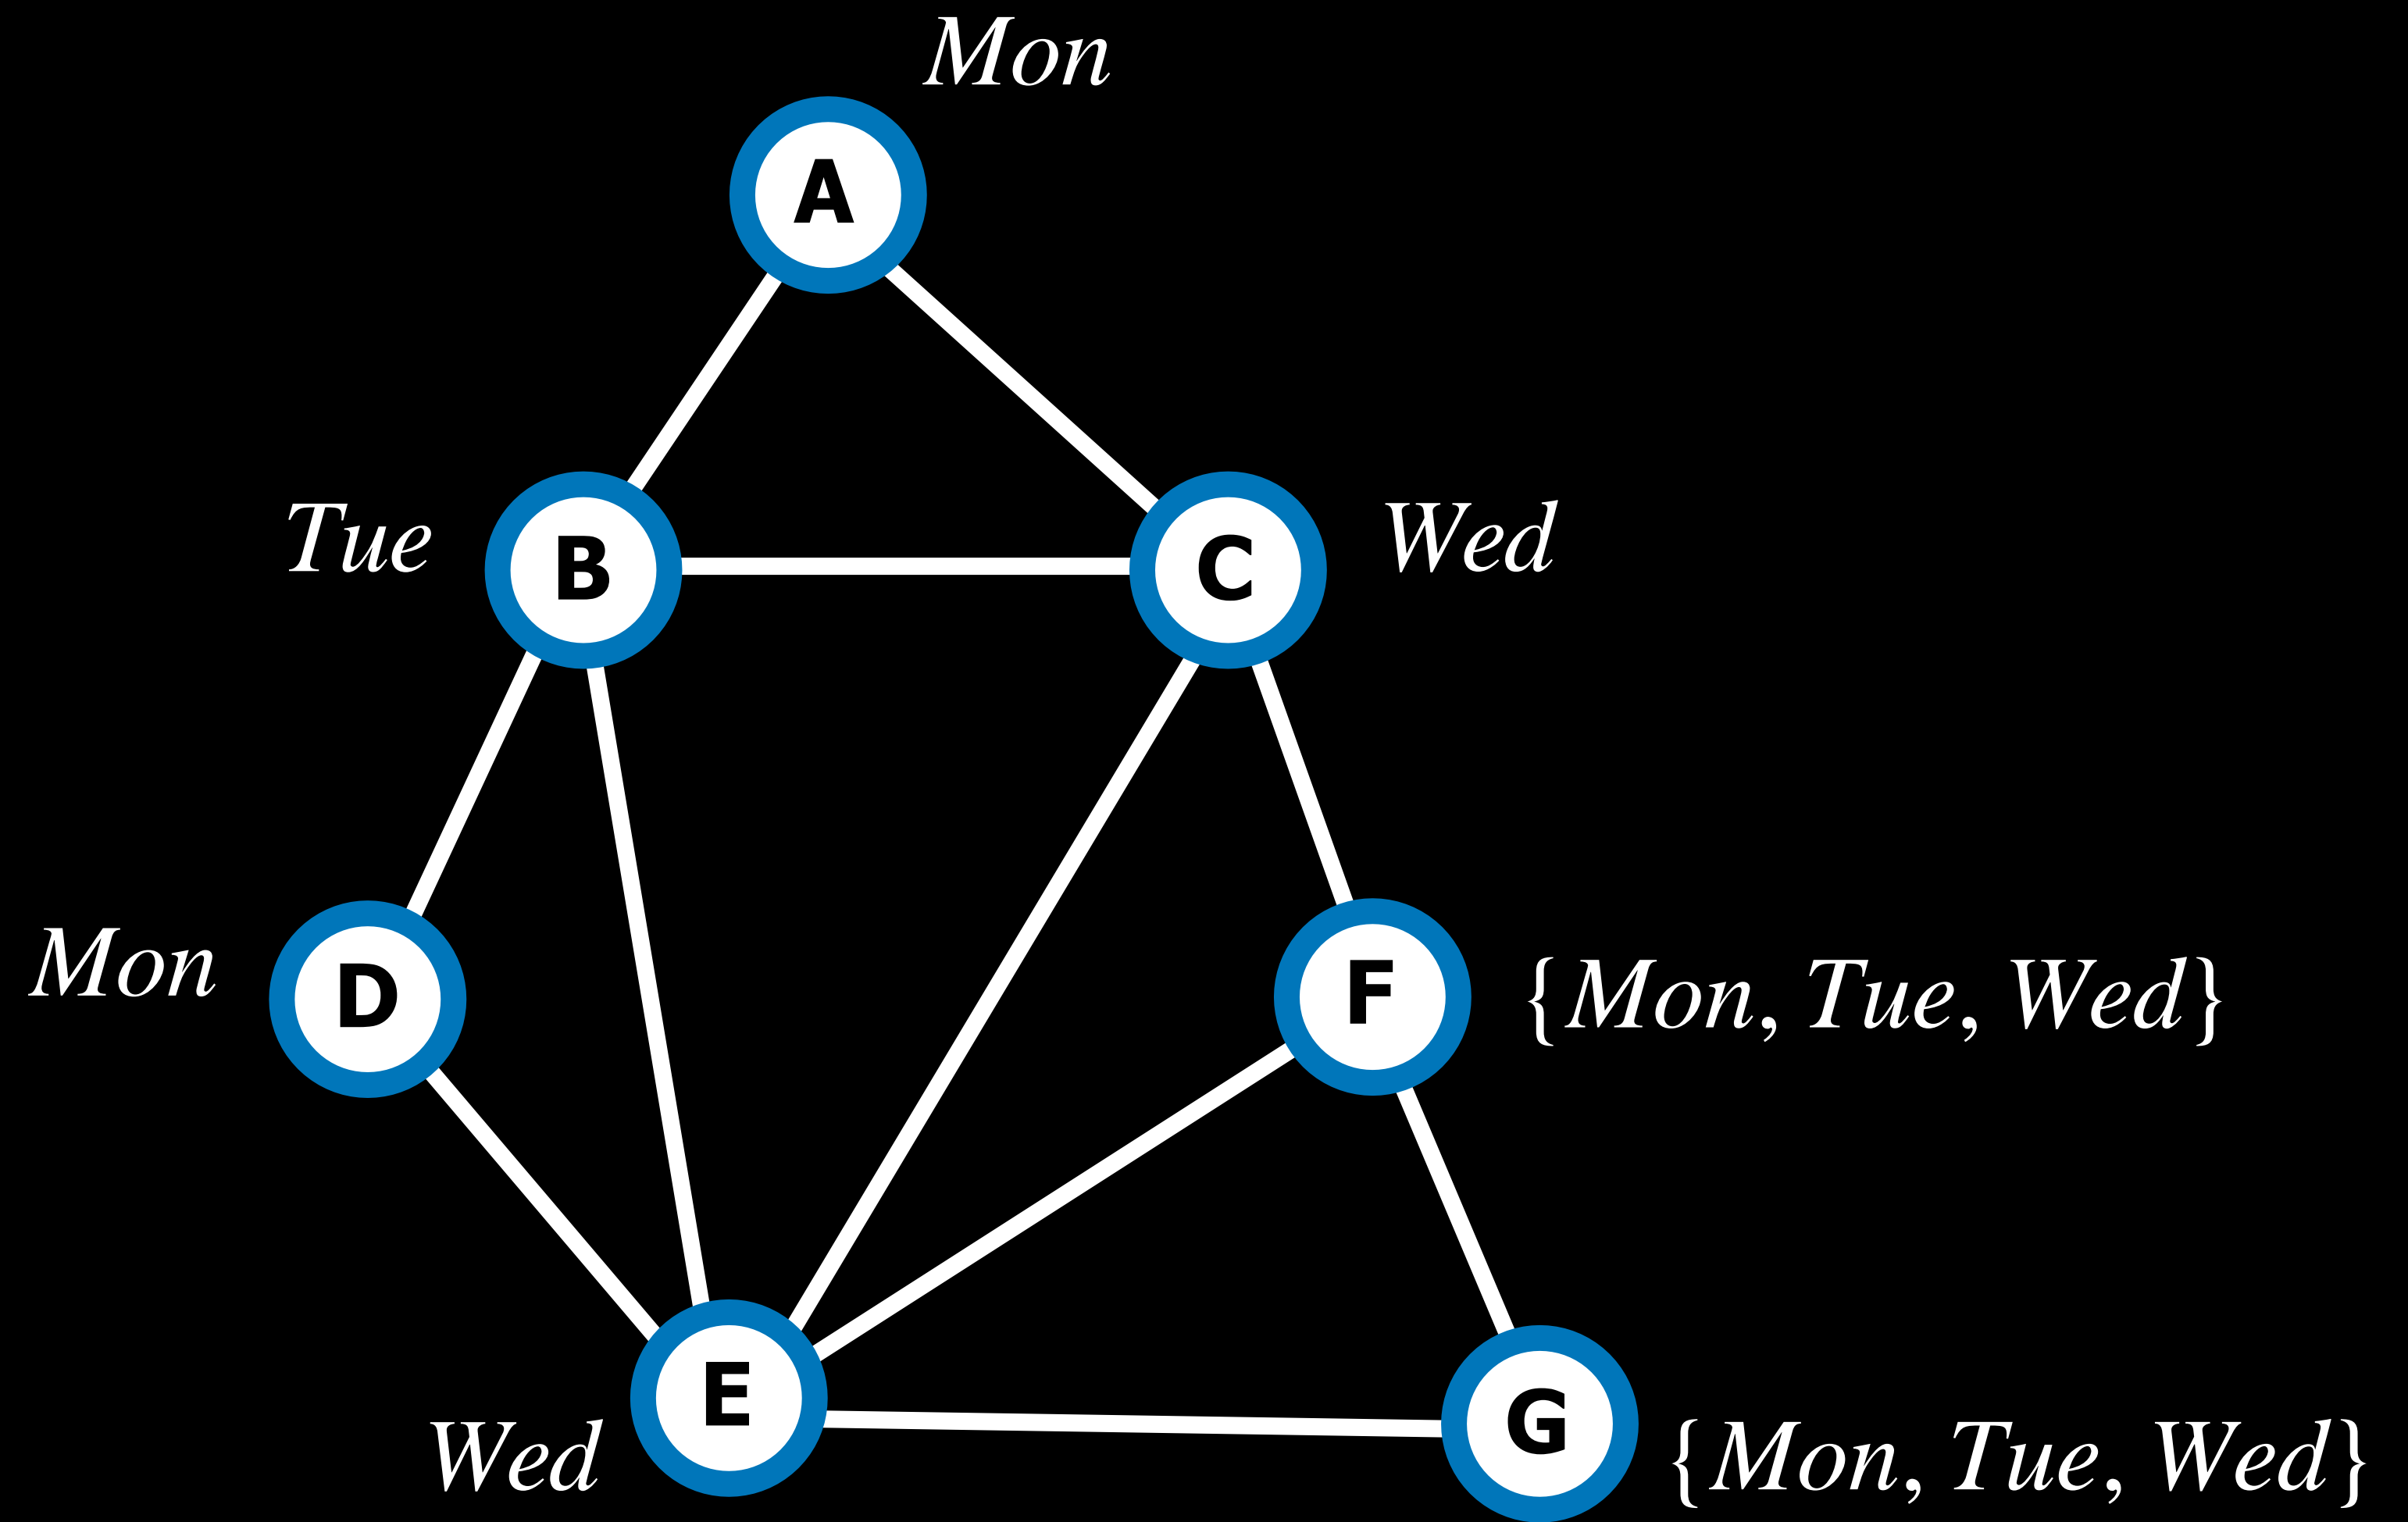 Mon
A
Tue
B
C
Wed
Mon
D
F
{Mon, Tue, Wed}
E
Wed
G
{Mon, Tue, Wed}